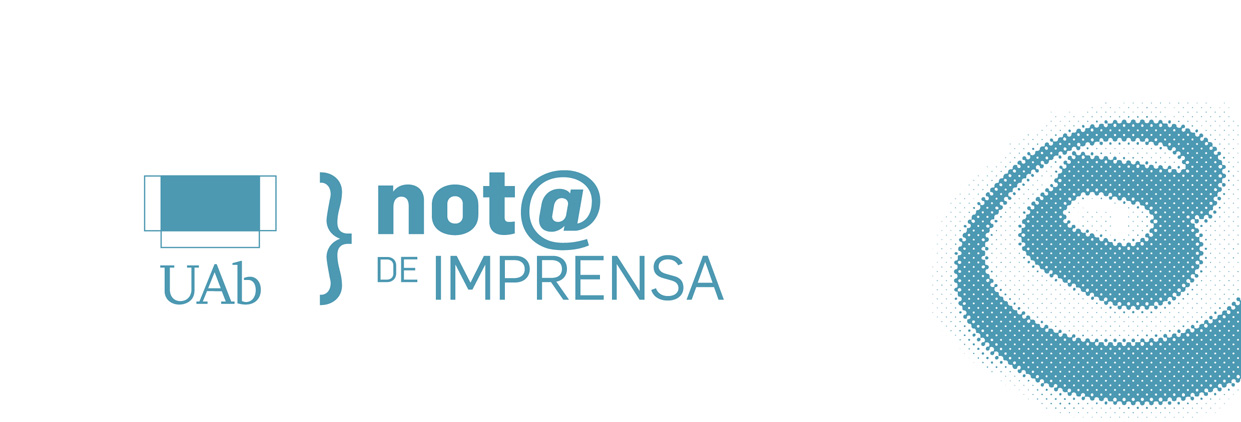 UAb
not@
DE IMPRENSA
@